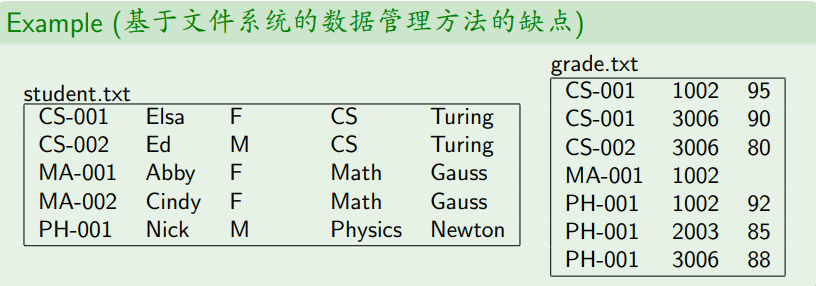 Example (基于文件系统的数据管理方法的缺点)
student.txt
CS-001 Elsa F CS Turing
CS-002 Ed M CS Turing
MA-001 Abby F Math Gauss
MA-002 Cindy F Math Gauss
PH-001 Nick M Physics Newton
grade.txt
CS-001 1002 95
CS-001 3006 90
CS-002 3006 80
MA-001 1002
PH-001 1002 92
PH-001 2003 85
PH-001 3006 88